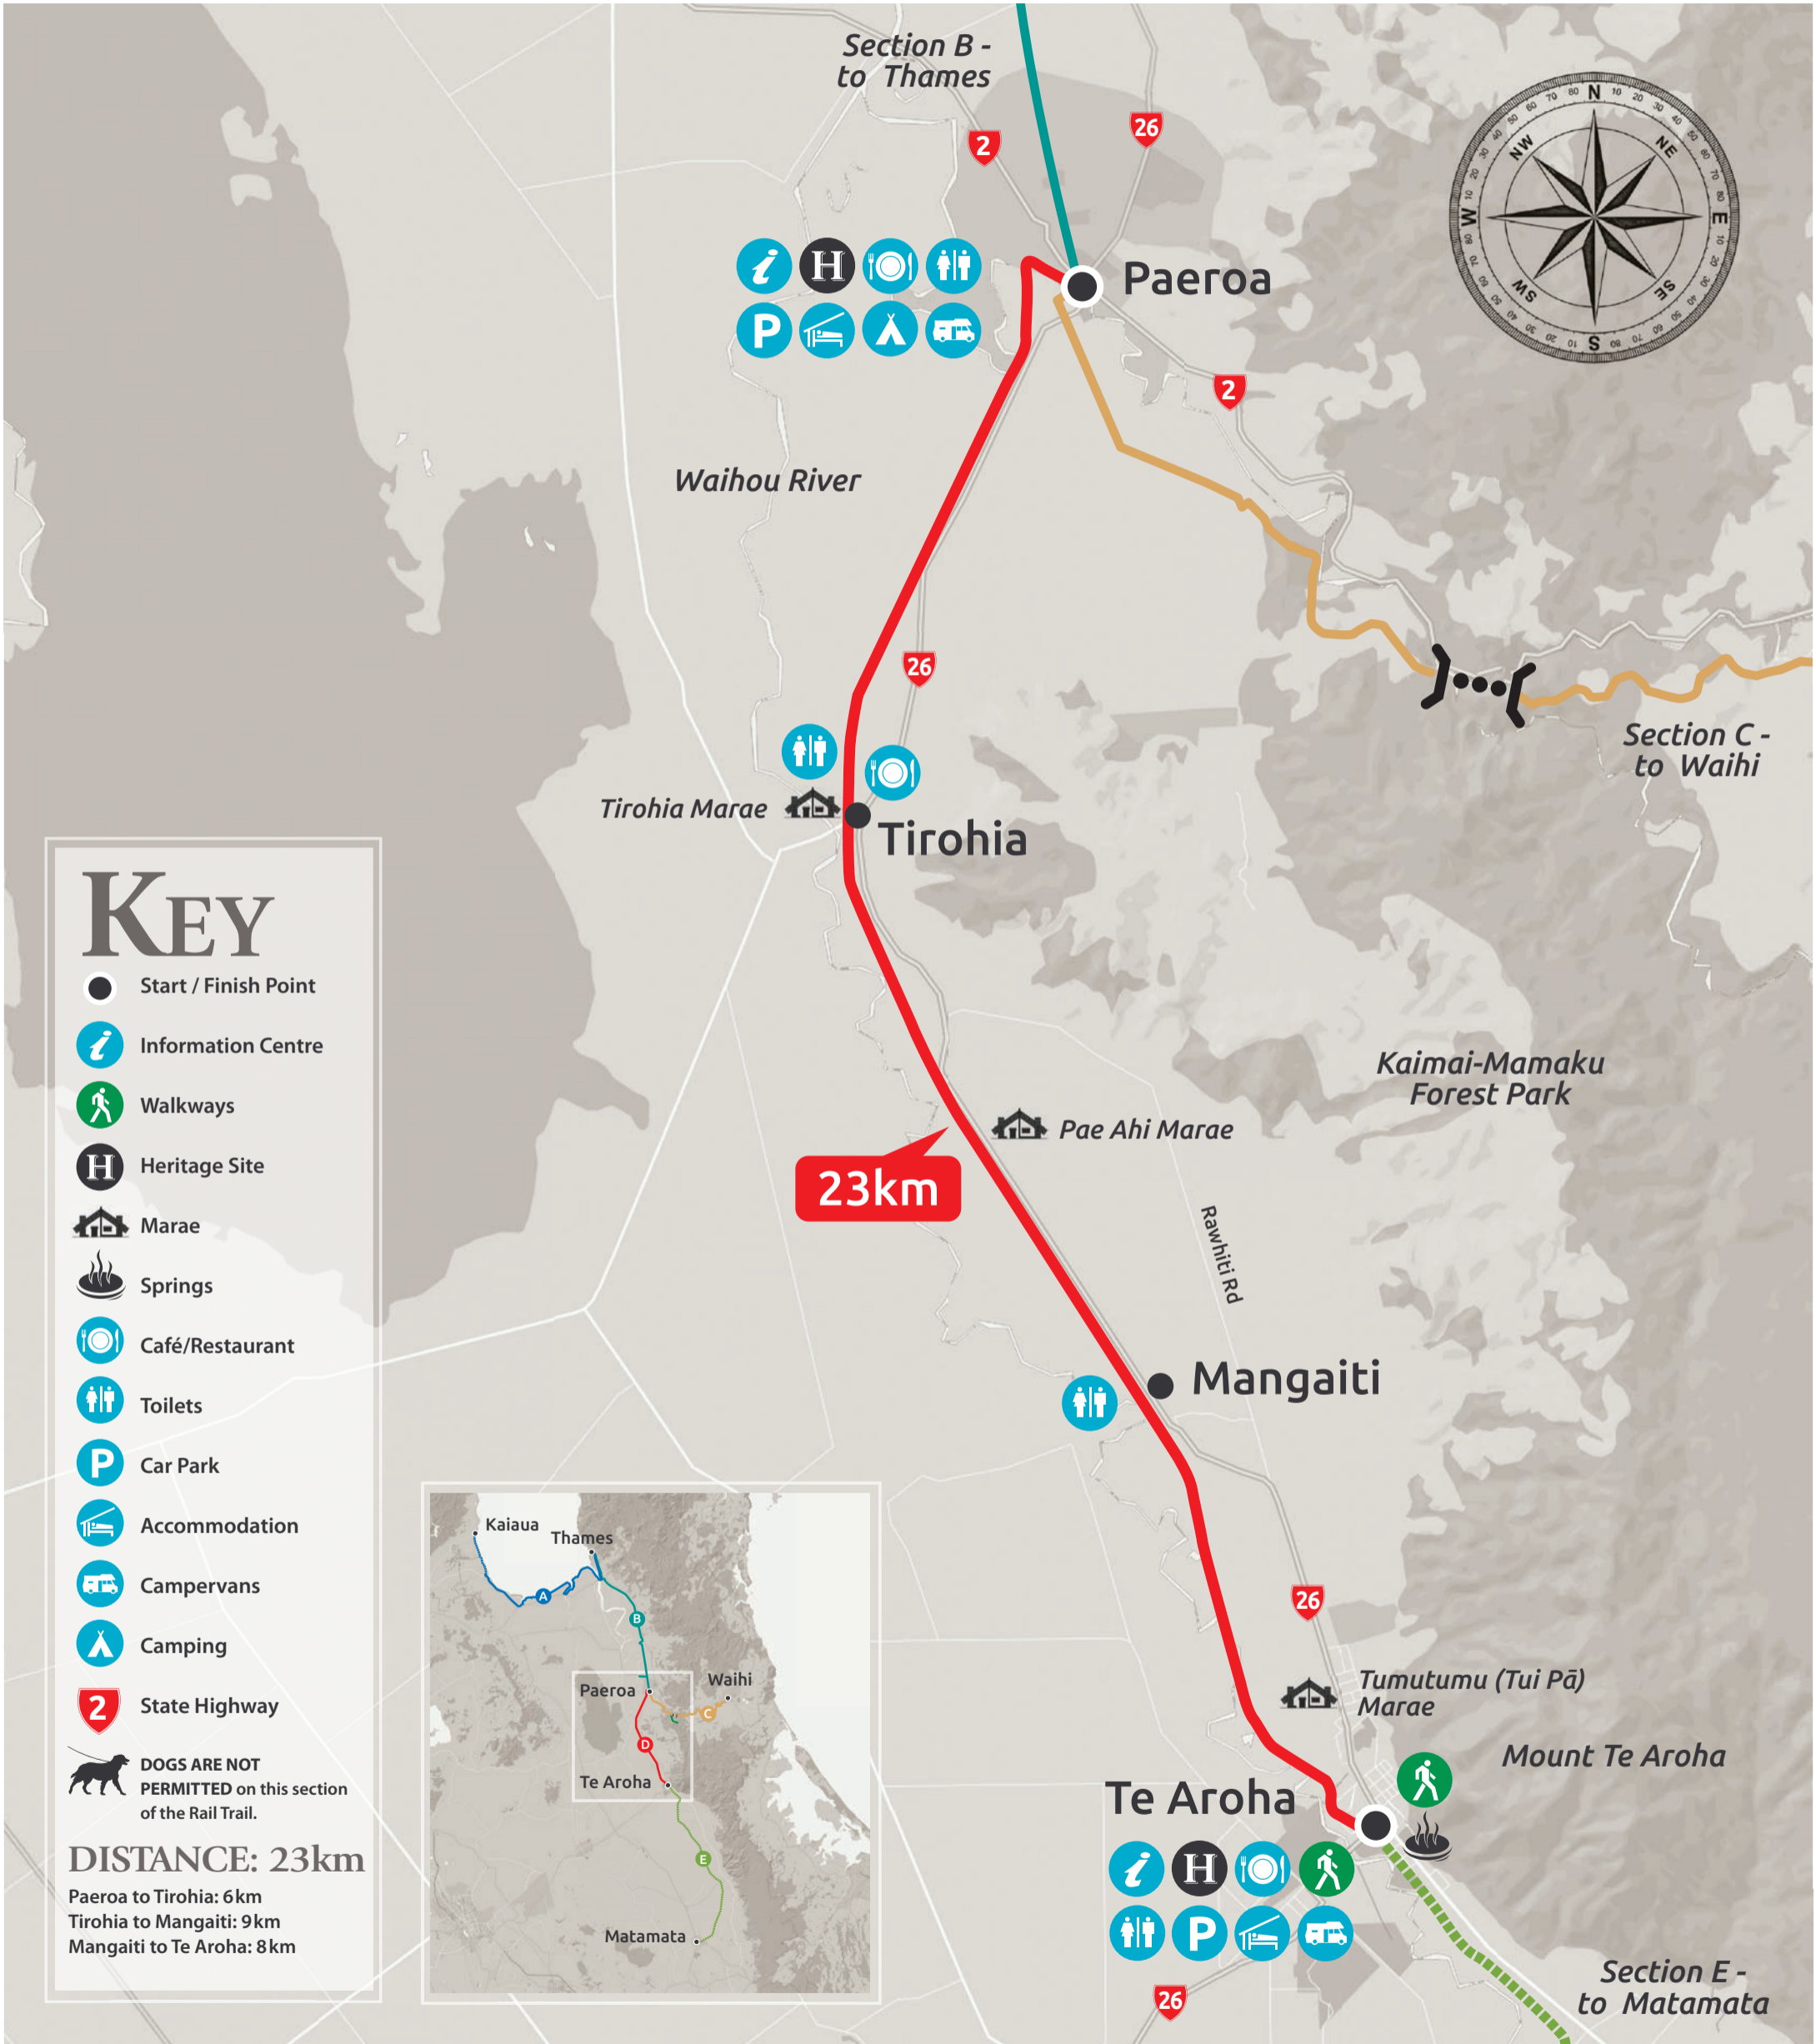 Section B -
to Thames
2
26
N
NW
NE
W
E
SW
SE
S
H
P
Paeroa
2
Waihou River
26
Section C -
to Waihi
Tirohia Marae
Tirohia
Kaimai-Mamaku
Forest Park
Pae Ahi Marae
23km
Rawhiti Rd
Mangaiti
26
Tumutumu (Tui Pā)
Marae
Mount Te Aroha
Te Aroha
i
H
P
26
Section E -
to Matamata
KEY
Start / Finish Point
i
Information Centre
Walkways
H
Heritage Site
Marae
Springs
Café/Restaurant
Toilets
P
Car Park
Accommodation
Campervans
Camping
2
State Highway
DOGS ARE NOT
PERMITTED on this section
of the Rail Trail.
DISTANCE: 23km
Paeroa to Tirohia: 6km
Tirohia to Mangaiti: 9km
Mangaiti to Te Aroha: 8km
Kaiaua
Thames
A
B
Paeroa
Waihi
C
D
Te Aroha
E
Matamata